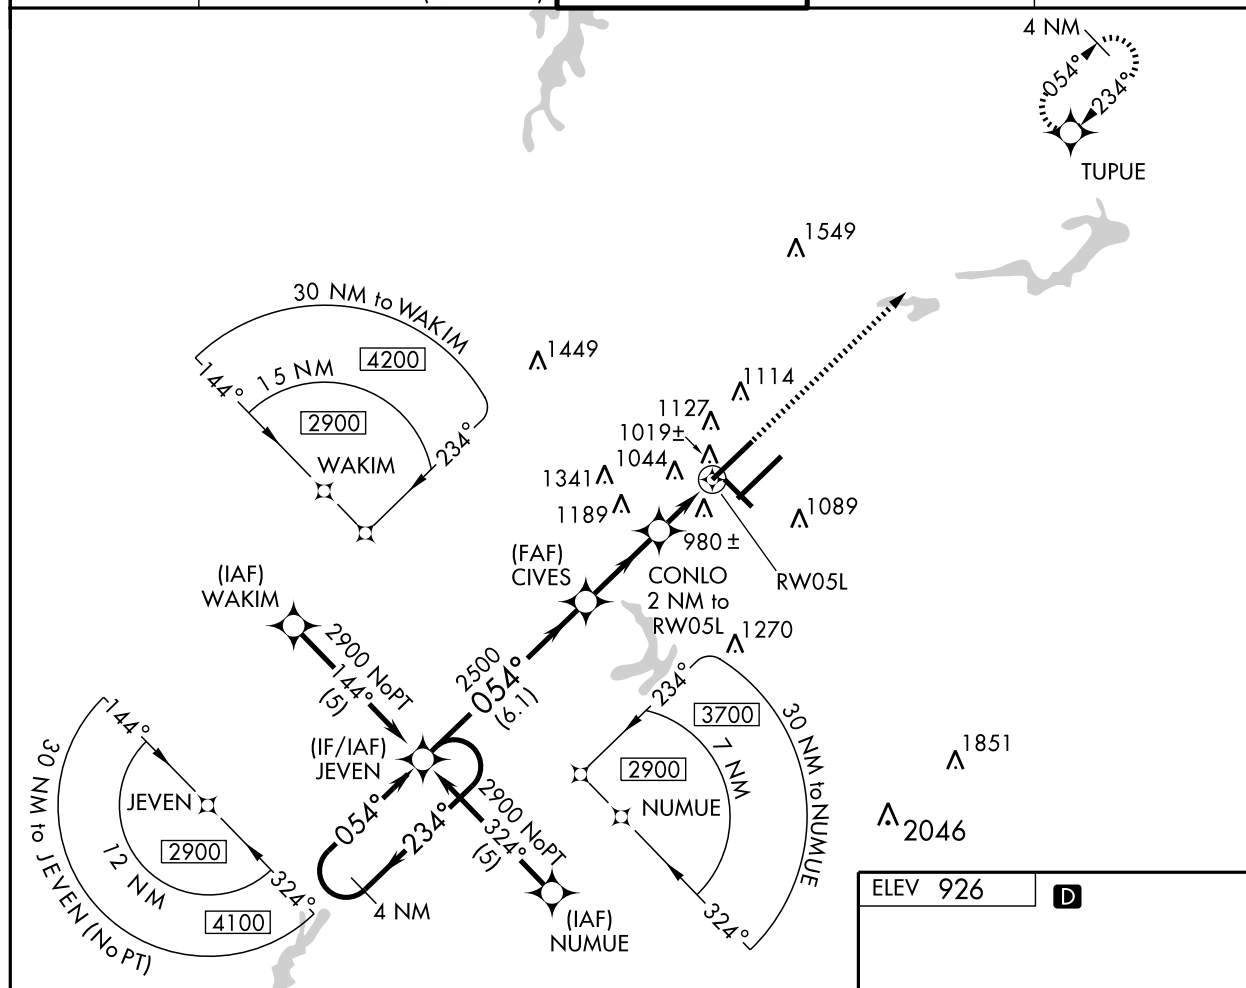 4 NM
054°
234°
TUPUE
1549
30 NM to WAKIM
4200
1449
144°
15 NM
2900
234°
WAKIM
1114
1127
1019±
1044
1341
1189
1089
980±
(FAF)
CIVES
CONLO
2 NM to
RW05L
RW05L
1270
(IAF)
WAKIM
2900 NoPT
144°
(5)
2500
054°
(6.1)
(IF/IAF)
JEVEN
234°
3700
30 NM to NUMUE
7 NM
2900
NUMUE
324°
1851
2046
144°
JEVEN
30 NM to JEVEN (NoPT)
2900
12 NM
324°
4100
054°
234°
4 NM
2900 NoPT
324°
(5)
(IAF)
NUMUE
ELEV 926
D